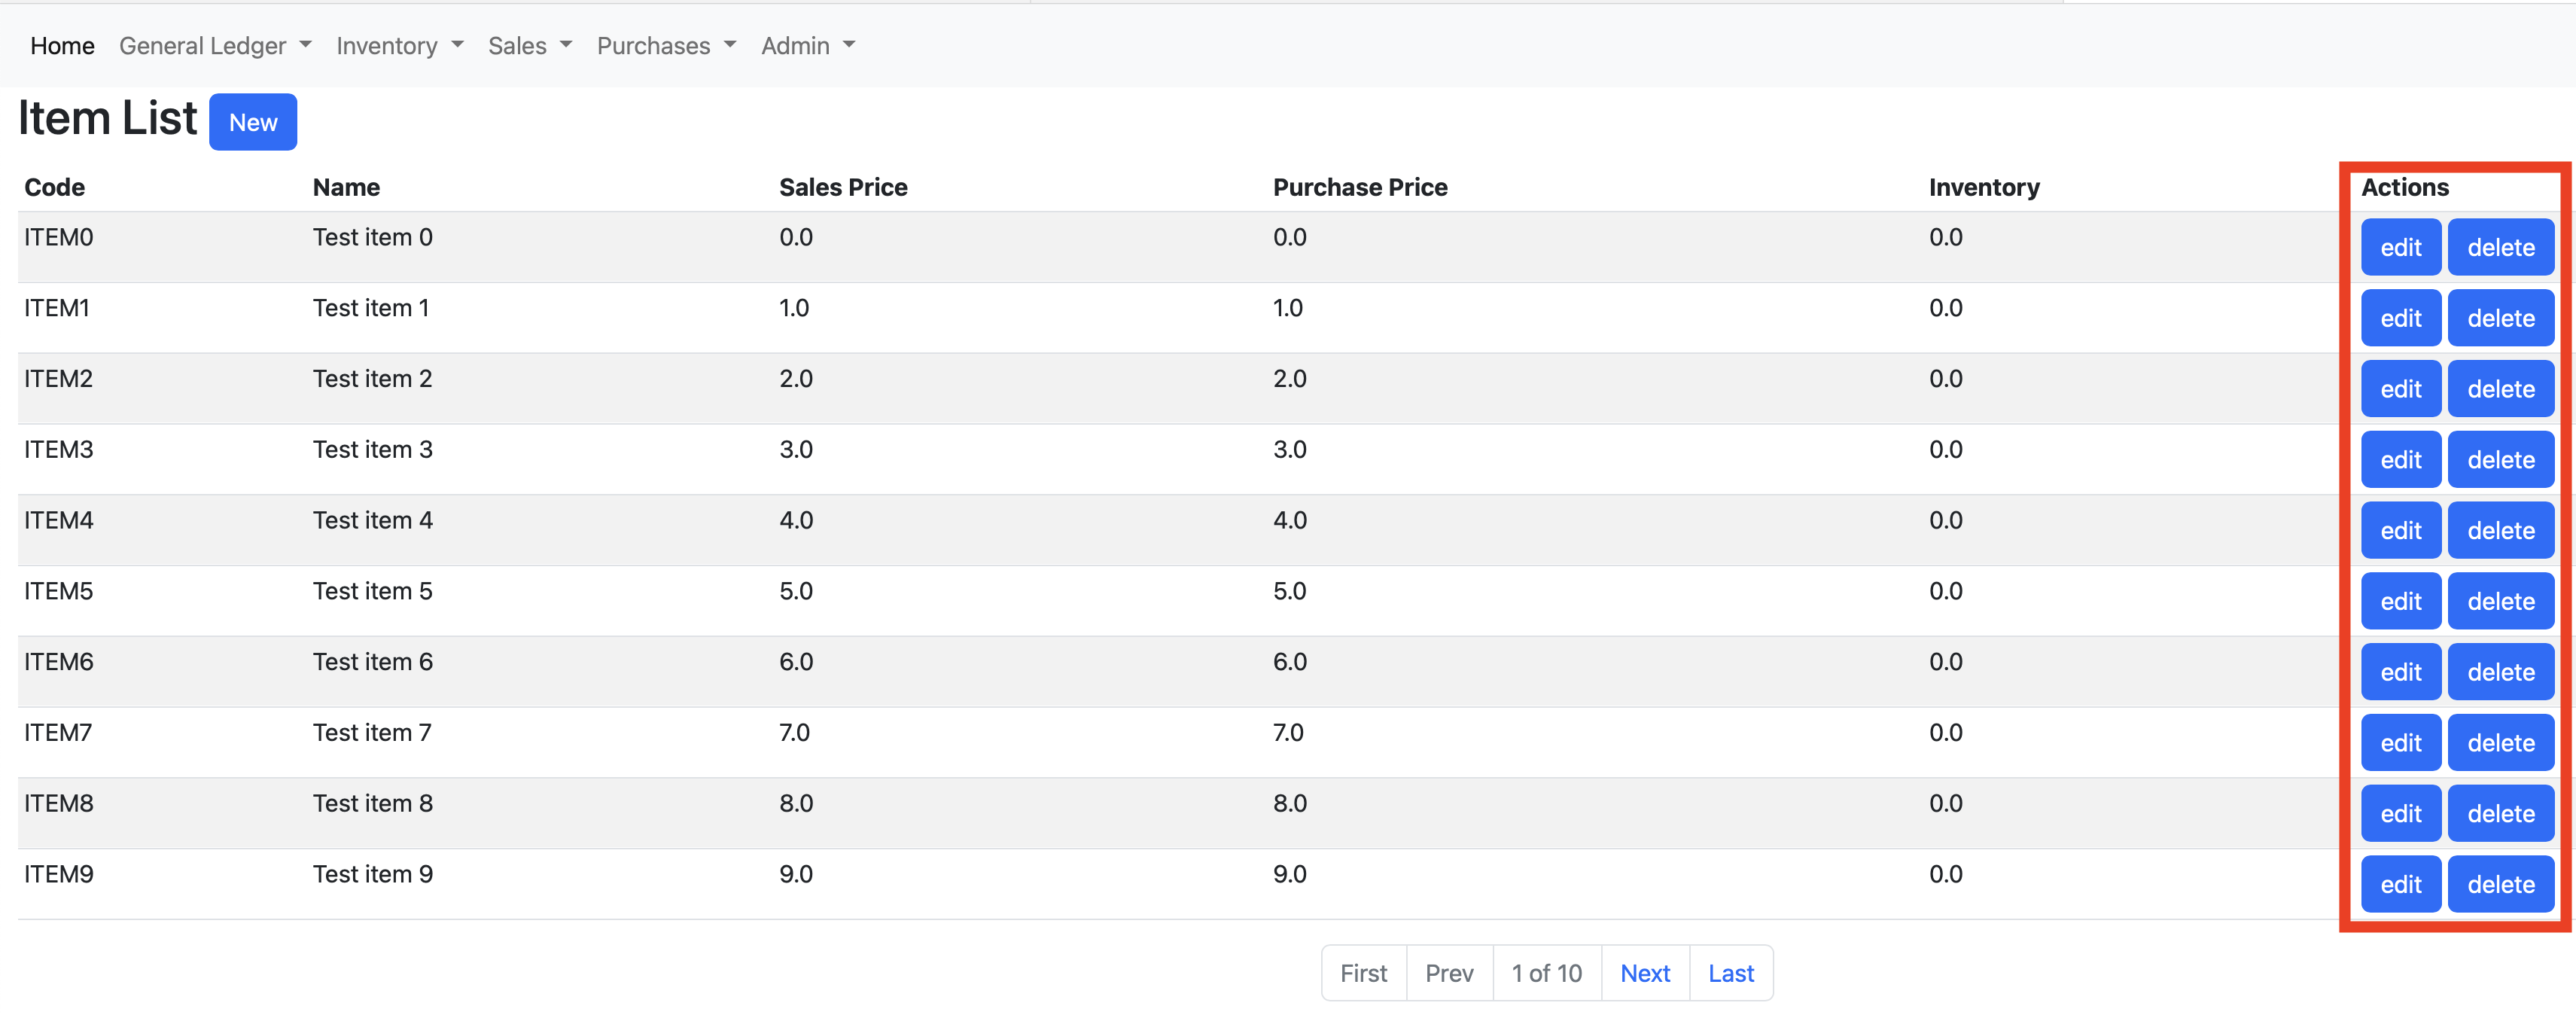 Home General Ledger Inventory Sales Purchases Admin
Item List New
Code Name Sales Price Purchase Price Inventory Actions
ITEM0 Test item 0 0.0 0.0 0.0 edit delete
ITEM1 Test item 1 1.0 1.0 0.0 edit delete
ITEM2 Test item 2 2.0 2.0 0.0 edit delete
ITEM3 Test item 3 3.0 3.0 0.0 edit delete
ITEM4 Test item 4 4.0 4.0 0.0 edit delete
ITEM5 Test item 5 5.0 5.0 0.0 edit delete
ITEM6 Test item 6 6.0 6.0 0.0 edit delete
ITEM7 Test item 7 7.0 7.0 0.0 edit delete
ITEM8 Test item 8 8.0 8.0 0.0 edit delete
ITEM9 Test item 9 9.0 9.0 0.0 edit delete
First Prev 1 of 10 Next Last